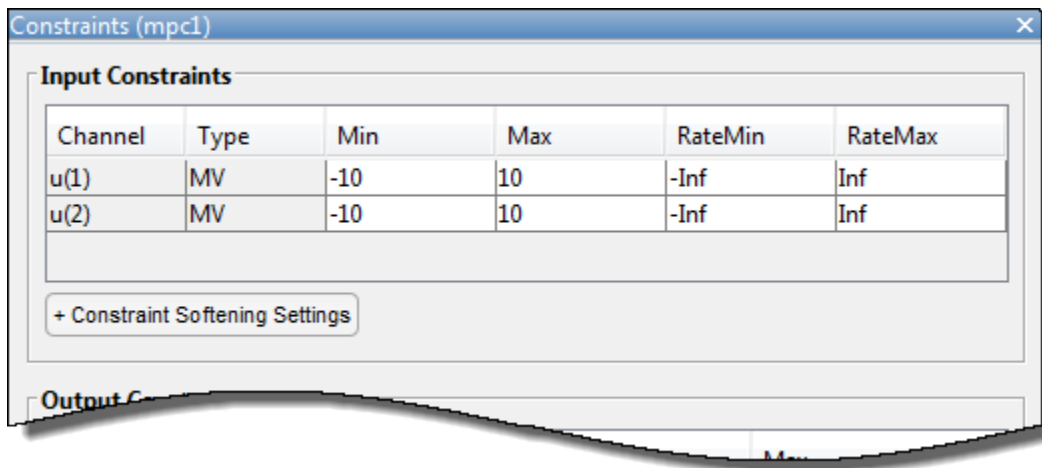 Constraints (mpc1)
Input Constraints
Channel Type Min Max RateMin RateMax
u(1) MV -10 10 -Inf Inf
u(2) MV -10 10 -Inf Inf
+ Constraint Softening Settings
Output